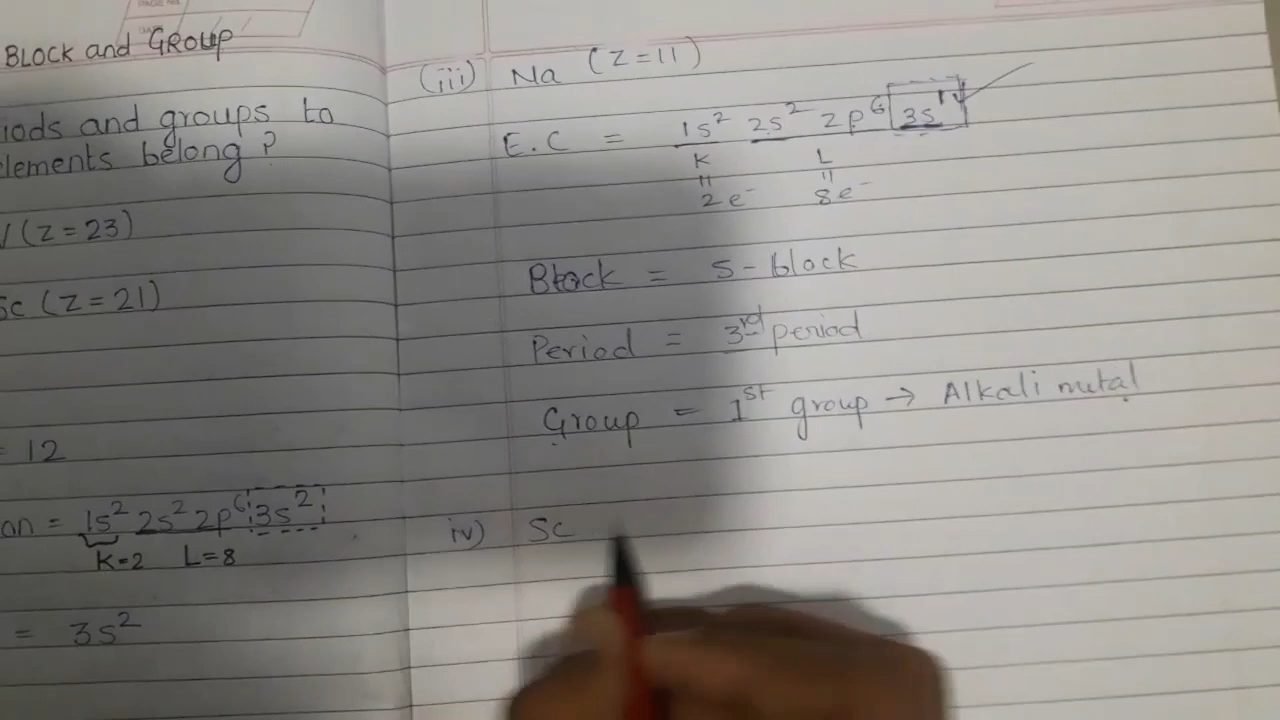 BLOCK and GROUP
iods and groups to
lements belong?
V (Z=23)
Sc (Z=21)
= 12
an = 1s² 2s² 2p⁶ 3s²
K=2 L=8
= 3s²
(iii) Na (Z=11)
E.C = 1s² 2s² 2p⁶ 3s¹
K L
= =
2e⁻ 8e⁻
Block = s-block
Period = 3rd period
Group = 1st group → Alkali metal
iv) Sc